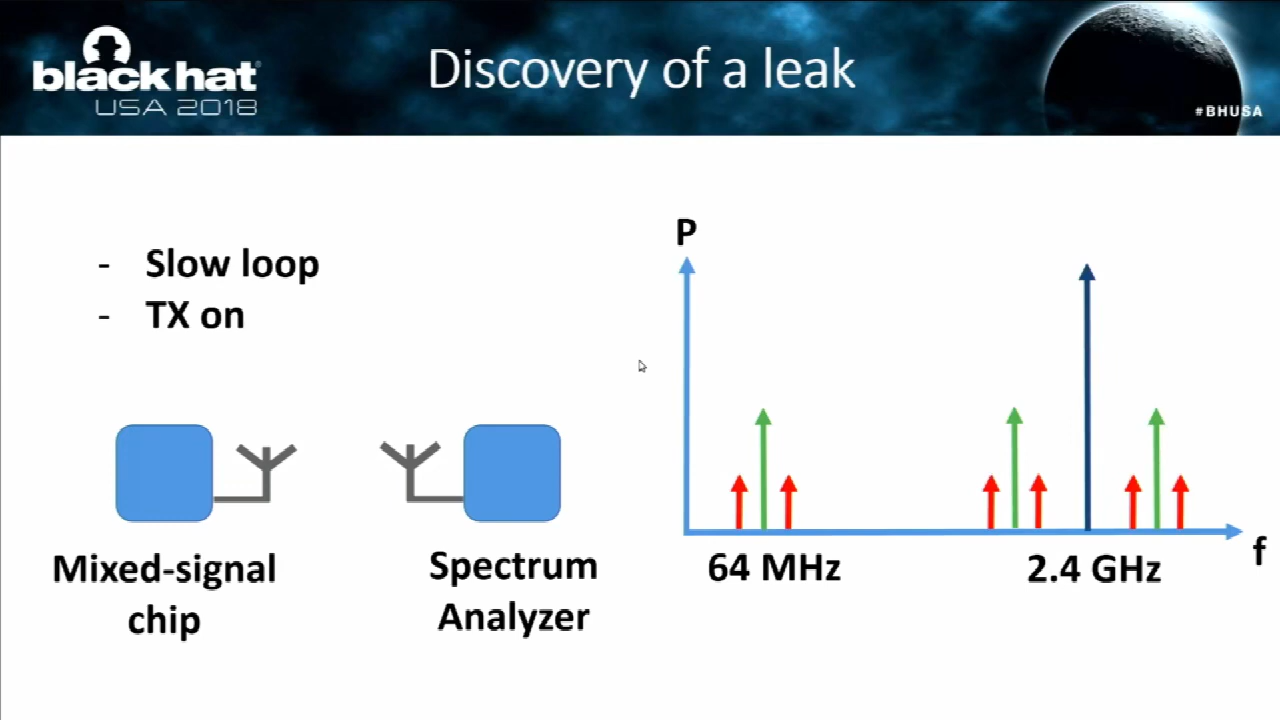 black hat
USA 2018
Discovery of a leak
#BHUSA
- Slow loop
- TX on
Mixed-signal
chip
Spectrum
Analyzer
P
64 MHz
2.4 GHz
f